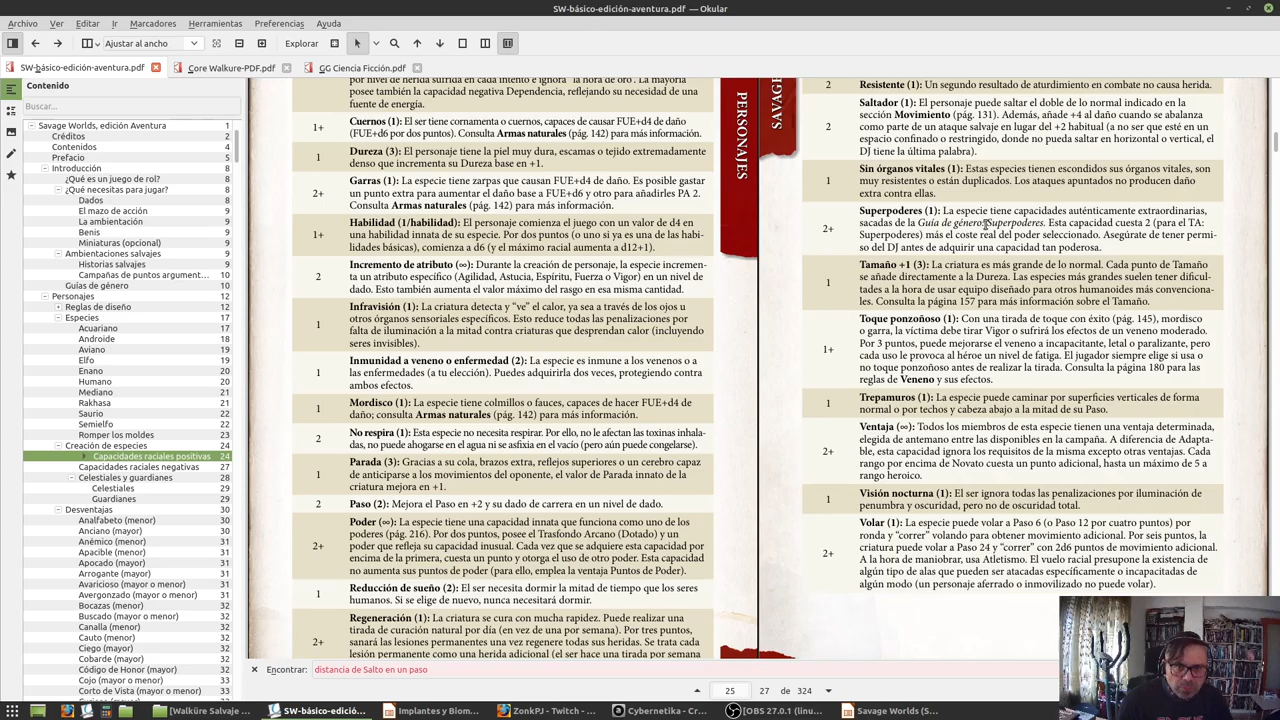 SW-básico-edición-aventura.pdf — Okular
Archivo Ver Editar Ir Marcadores Herramientas Preferencias Ayuda
Ajustar al ancho Explorar
SW-básico-edición-aventura.pdf Core Walkure-PDF.pdf GG Ciencia Ficción.pdf
Contenido
Buscar...
Savage Worlds, edición Aventura 1
Créditos 2
Contenidos 4
Prefacio 5
Introducción 8
¿Qué es un juego de rol? 8
¿Qué necesitas para jugar? 8
Dados 8
El mazo de acción 9
La ambientación 9
Benis 9
Miniaturas (opcional) 9
Ambientaciones salvajes 9
Historias salvajes 9
Campañas de puntos argument... 10
Guías de género 10
Personajes 12
Reglas de diseño 12
Especies 17
Acuariano 17
Androide 18
Aviano 19
Elfo 19
Enano 20
Humano 20
Mediano 21
Rakhasa 21
Saurio 22
Semielfo 22
Romper los moldes 22
Creación de especies 24
Capacidades raciales positivas 24
Capacidades raciales negativas 27
Celestiales y guardianes 28
Celestiales 29
Guardianes 29
Desventajas 30
Analfabeto (menor) 30
Anciano (mayor) 30
Anémico (menor) 31
Apacible (menor) 31
Apocado (mayor) 31
Arrogante (mayor) 31
Avaricioso (mayor o menor) 31
Avergonzado (mayor o menor) 31
Bocazas (menor) 32
Buscado (mayor o menor) 32
Canalla (menor) 32
Cauto (menor) 32
Ciego (mayor) 32
Cobarde (mayor) 32
Código de Honor (mayor) 32
Cojo (mayor o menor) 32
Corto de Vista (mayor o menor) 32
por nivel de herida sufrida en cada intento e ignora "la hora de oro". La mayoría
posee también la capacidad negativa Dependencia, reflejando su necesidad de una
fuente de energía.
1+ Cuernos (1): El ser tiene cornamenta o cuernos, capaces de causar FUE+d4 de daño
(FUE+d6 por dos puntos). Consulta Armas naturales (pág. 142) para más información.
1 Dureza (3): El personaje tiene la piel muy dura, escamas o tejido extremadamente
denso que incrementa su Dureza base en +1.
2+ Garras (1): La especie tiene zarpas que causan FUE+d4 de daño. Es posible gastar
un punto extra para aumentar el daño base a FUE+d6 y otro para añadirles PA 2.
Consulta Armas naturales (pág. 142) para más información.
1+ Habilidad (1/habilidad): El personaje comienza el juego con un valor de d4 en
una habilidad innata de su especie. Por dos puntos (o uno si ya es una de las habi-
lidades básicas), comienza a d6 (y el máximo racial aumenta a d12+1).
2 Incremento de atributo (∞): Durante la creación de personaje, la especie incremen-
ta un atributo específico (Agilidad, Astucia, Espíritu, Fuerza o Vigor) en un nivel de
dado. Esto también aumenta el valor máximo del rasgo en esa misma cantidad.
1 Infravisión (1): La criatura detecta y "ve" el calor, ya sea a través de los ojos u
otros órganos sensoriales específicos. Esto reduce todas las penalizaciones por
falta de iluminación a la mitad contra criaturas que desprendan calor (incluyendo
seres invisibles).
1 Inmunidad a veneno o enfermedad (2): La especie es inmune a los venenos o a
las enfermedades (a tu elección). Puedes adquirirla dos veces, protegiendo contra
ambos efectos.
1 Mordisco (1): La especie tiene colmillos o fauces, capaces de hacer FUE+d4 de
daño; consulta Armas naturales (pág. 142) para más información.
2 No respira (1): Esta especie no necesita respirar. Por ello, no le afectan las toxinas inhala-
das, no puede ahogarse en el agua ni se asfixia en el vacío (pero aún puede congelarse).
1 Parada (3): Gracias a su cola, brazos extra, reflejos superiores o un cerebro capaz
de anticiparse a los movimientos del oponente, el valor de Parada innato de la
criatura mejora en +1.
2 Paso (2): Mejora el Paso en +2 y su dado de carrera en un nivel de dado.
2+ Poder (∞): La especie tiene una capacidad innata que funciona como uno de los
poderes (pág. 216). Por dos puntos, posee el Trasfondo Arcano (Dotado) y un
poder que refleja su capacidad inusual. Cada vez que se adquiere esta capacidad por
encima de la primera, cuesta un punto y otorga el uso de otro poder. Esta capacidad
no aumenta sus puntos de poder (para ello, emplea la ventaja Puntos de Poder).
1 Reducción de sueño (2): El ser necesita dormir la mitad de tiempo que los seres
humanos. Si se elige de nuevo, nunca necesitará dormir.
2+ Regeneración (1): La criatura se cura con mucha rapidez. Puede realizar una
tirada de curación natural por día (en vez de una por semana). Por tres puntos,
sanará las lesiones permanentes una vez regenere todas sus heridas. Se trata cada
lesión permanente como una herida adicional (el ser hace una tirada por semana
PERSONAJES
SAVAG
2 Resistente (1): Un segundo resultado de aturdimiento en combate no causa herida.
2 Saltador (1): El personaje puede saltar el doble de lo normal indicado en la
sección Movimiento (pág. 131). Además, añade +4 al daño cuando se abalanza
como parte de un ataque salvaje en lugar del +2 habitual (a no ser que esté en un
espacio confinado o restringido, donde no pueda saltar en horizontal o vertical, el
DJ tiene la última palabra).
1 Sin órganos vitales (1): Estas especies tienen escondidos sus órganos vitales, son
muy resistentes o están duplicados. Los ataques apuntados no producen daño
extra contra ellas.
2+ Superpoderes (1): La especie tiene capacidades auténticamente extraordinarias,
sacadas de la Guía de género: Superpoderes. Esta capacidad cuesta 2 (para el TA:
Superpoderes) más el coste real del poder seleccionado. Asegúrate de tener permi-
so del DJ antes de adquirir una capacidad tan poderosa.
1 Tamaño +1 (3): La criatura es más grande de lo normal. Cada punto de Tamaño
se añade directamente a la Dureza. Las especies más grandes suelen tener dificul-
tades a la hora de usar equipo diseñado para otros humanoides más convenciona-
les. Consulta la página 157 para más información sobre el Tamaño.
1+ Toque ponzoñoso (1): Con una tirada de toque con éxito (pág. 145), mordisco
o garra, la víctima debe tirar Vigor o sufrirá los efectos de un veneno moderado.
Por 3 puntos, puede mejorarse el veneno a incapacitante, letal o paralizante, pero
cada uso le provoca al héroe un nivel de fatiga. El jugador siempre elige si usa o
no toque ponzoñoso antes de realizar la tirada. Consulta la página 180 para las
reglas de Veneno y sus efectos.
1 Trepamuros (1): La especie puede caminar por superficies verticales de forma
normal o por techos y cabeza abajo a la mitad de su Paso.
2+ Ventaja (∞): Todos los miembros de esta especie tienen una ventaja determinada,
elegida de antemano entre las disponibles en la campaña. A diferencia de Adapta-
ble, esta capacidad ignora los requisitos de la misma excepto otras ventajas. Cada
rango por encima de Novato cuesta un punto adicional, hasta un máximo de 5 a
rango heroico.
1 Visión nocturna (1): El ser ignora todas las penalizaciones por iluminación de
penumbra y oscuridad, pero no de oscuridad total.
2+ Volar (1): La especie puede volar a Paso 6 (o Paso 12 por cuatro puntos) por
ronda y "correr" volando para obtener movimiento adicional. Por seis puntos, la
criatura puede volar a Paso 24 y "correr" con 2d6 puntos de movimiento adicional.
A la hora de maniobrar, usa Atletismo. El vuelo racial presupone la existencia de
algún tipo de alas que pueden ser atacadas específicamente o incapacitadas de
algún modo (un personaje aferrado o inmovilizado no puede volar).
Encontrar: distancia de Salto en un paso
25 27 de 324
[Walküre Salvaje ... SW-básico-edició... Implantes y Biom... ZonkPJ - Twitch - ... Cybernetika - Cr... [OBS 27.0.1 (linu... Savage Worlds (S...